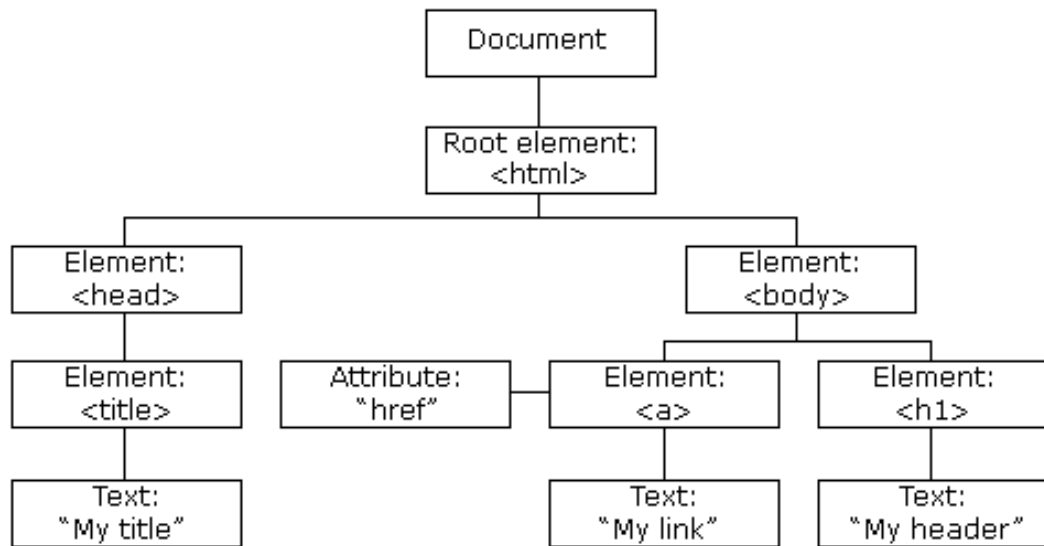 Document
Root element:
<html>
Element:
<head>
Element:
<body>
Element:
<title>
Attribute:
“href”
Element:
<a>
Element:
<h1>
Text:
“My title”
Text:
“My link”
Text:
“My header”